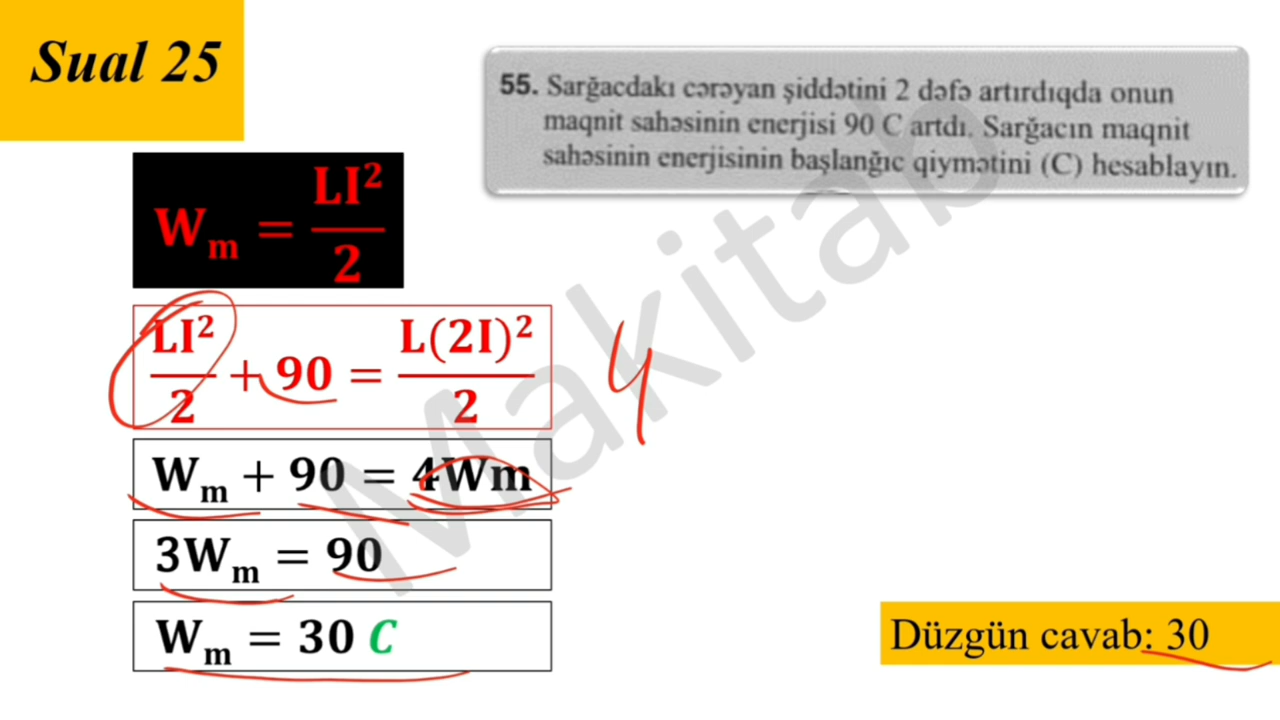 Sual 25
55. Sarğacdakı cərəyan şiddətini 2 dəfə artırdıqda onun
maqnit sahəsinin enerjisi 90 C artdı. Sarğacın maqnit
sahəsinin enerjisinin başlanğıc qiymətini (C) hesablayın.
W_m = LI²/2
LI²/2 + 90 = L(2I)²/2
4
W_m + 90 = 4Wm
3W_m = 90
W_m = 30 C
Düzgün cavab: 30
Makitab